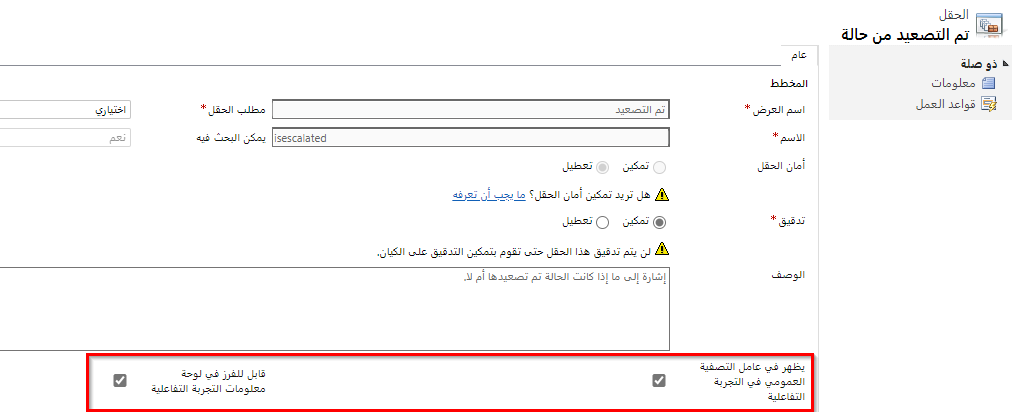 الحقل
تم التصعيد من حالة
ذو صلة
معلومات
قواعد العمل
عام
المخطط
اسم العرض* تم التصعيد مطلب الحقل* اختياري
الاسم* isescalated يمكن البحث فيه نعم
أمان الحقل تمكين تعطيل
هل تريد تمكين أمان الحقل؟ ما يجب أن تعرفه
تدقيق* تمكين تعطيل
لن يتم تدقيق هذا الحقل حتى تقوم بتمكين التدقيق على الكيان.
الوصف إشارة إلى ما إذا كانت الحالة تم تصعيدها أم لا.
يظهر في عامل التصفية
العمومي في التجربة
التفاعلية
قابل للفرز في لوحة
معلومات التجربة التفاعلية